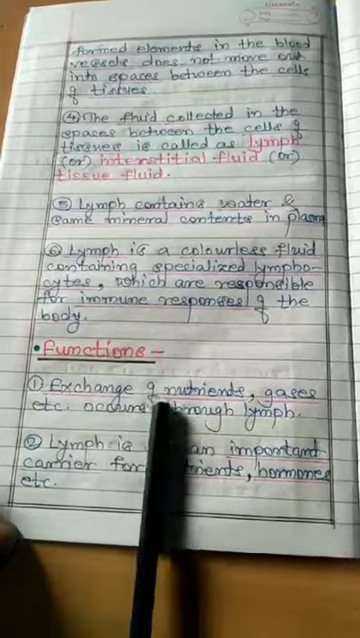 formed elements in the blood
vessels does not move out
into spaces between the cells
of tissues.
④ The fluid collected in the
spaces between the cells of
tissues is called as lymph
(or) interstitial fluid (or)
tissue fluid.
⑤ Lymph contains water &
same mineral contents in plasma
⑥ Lymph is a colourless fluid
containing specialized lympho-
cytes, which are responsible
for immune responses of the
body.
• Functions -
① Exchange of nutrients, gases
etc. occurs through lymph.
② Lymph is an important
carrier for hormones
etc.